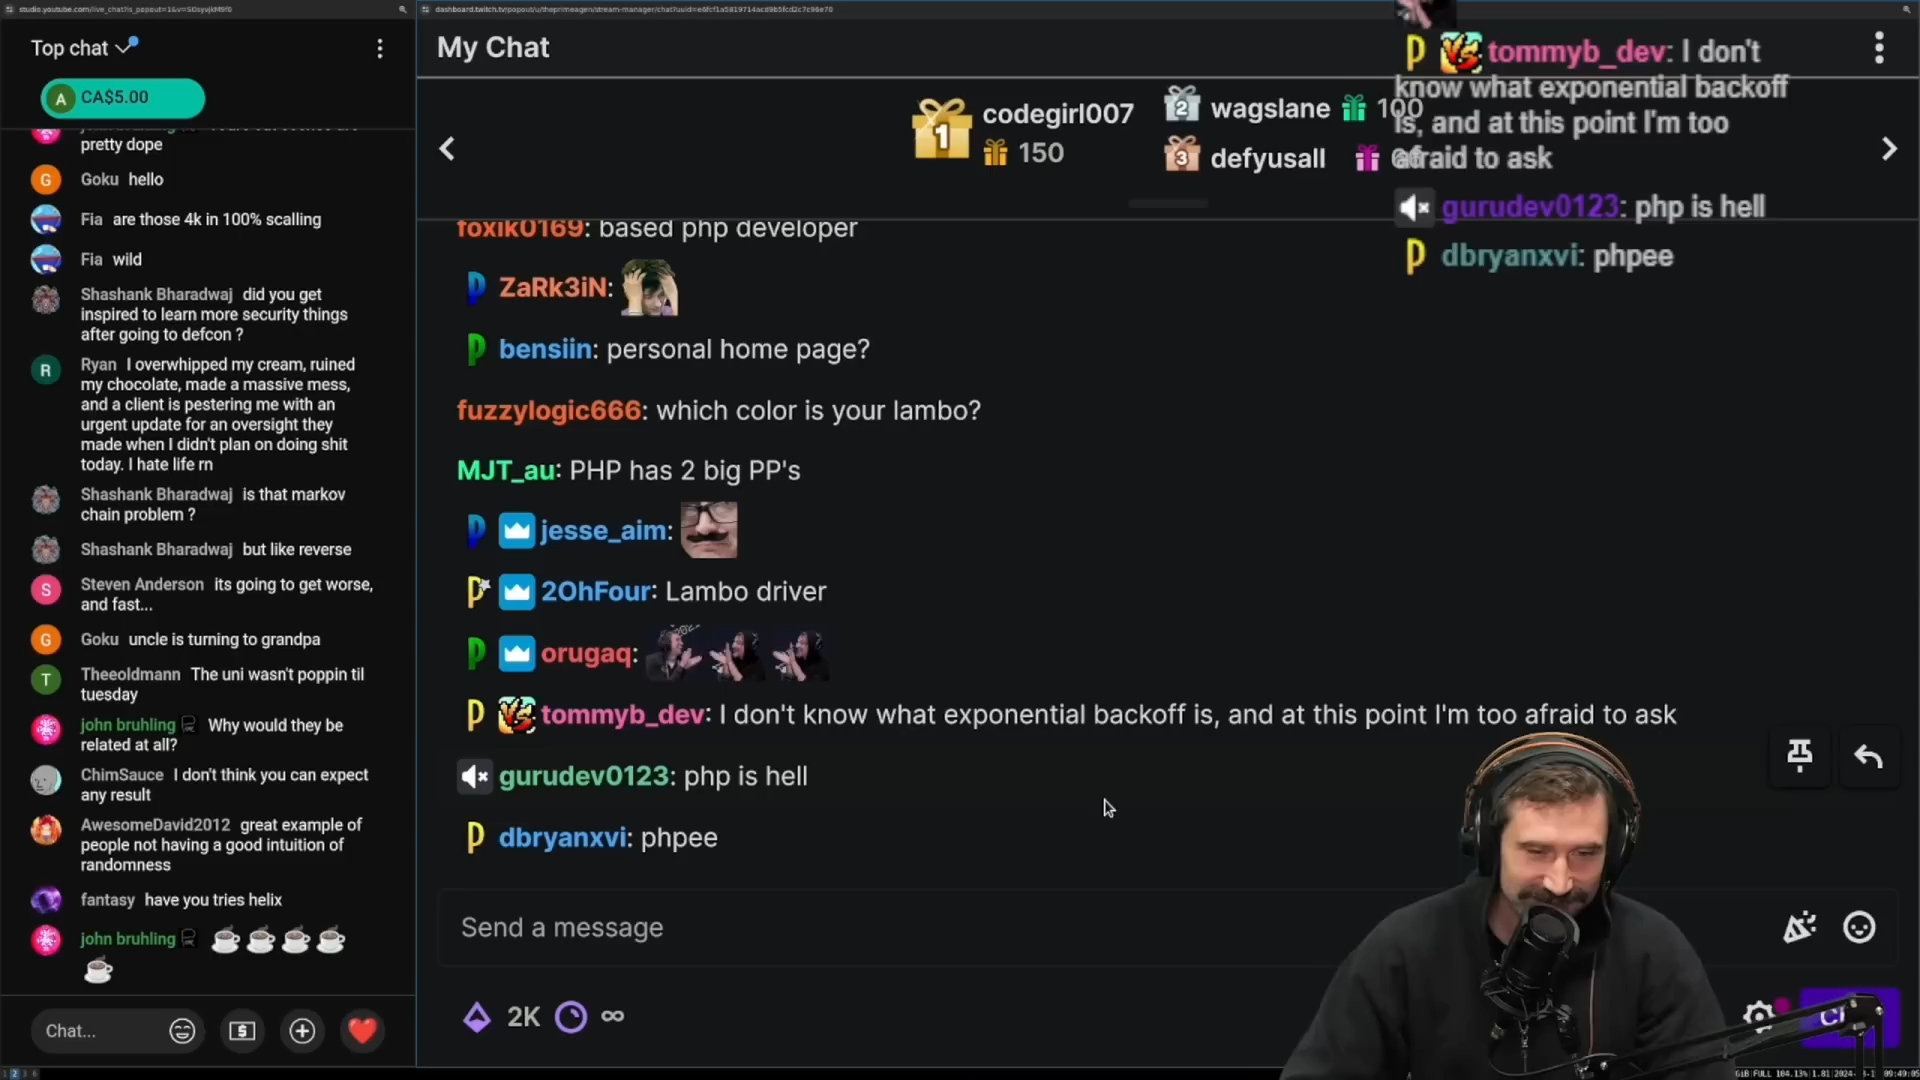 studio.youtube.com/live_chat?is_popout=1&v=SOsyvjkM9f0
Top chat
A CA$5.00
pretty dope
Goku hello
Fia are those 4k in 100% scalling
Fia wild
Shashank Bharadwaj did you get
inspired to learn more security things
after going to defcon ?
R Ryan I overwhipped my cream, ruined
my chocolate, made a massive mess,
and a client is pestering me with an
urgent update for an oversight they
made when I didn't plan on doing shit
today. I hate life rn
Shashank Bharadwaj is that markov
chain problem ?
Shashank Bharadwaj but like reverse
S Steven Anderson its going to get worse,
and fast...
G Goku uncle is turning to grandpa
T Theeoldmann The uni wasn't poppin til
tuesday
john bruhling Why would they be
related at all?
ChimSauce I don't think you can expect
any result
AwesomeDavid2012 great example of
people not having a good intuition of
randomness
fantasy have you tries helix
john bruhling
Chat...
My Chat
1 codegirl007
150
2 wagslane 100
3 defyusall
foxik0169: based php developer
ZaRk3iN:
bensiin: personal home page?
fuzzylogic666: which color is your lambo?
MJT_au: PHP has 2 big PP's
jesse_aim:
2OhFour: Lambo driver
orugaq:
tommyb_dev: I don't know what exponential backoff is, and at this point I'm too afraid to ask
gurudev0123: php is hell
dbryanxvi: phpee
Send a message
2K ∞
tommyb_dev: I don't
know what exponential backoff
is, and at this point I'm too
afraid to ask
gurudev0123: php is hell
dbryanxvi: phpee